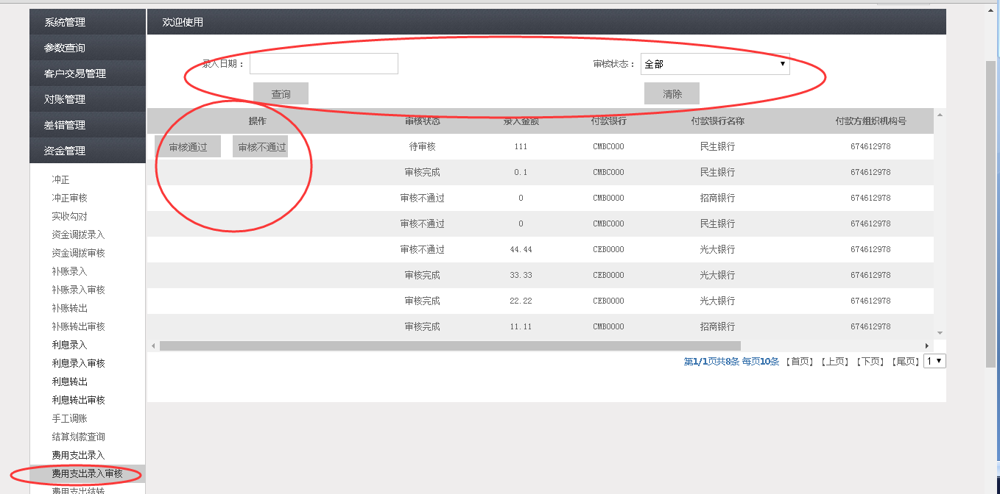 系统管理
参数查询
客户交易管理
对账管理
差错管理
资金管理
冲正
冲正审核
实收勾对
资金调拨录入
资金调拨审核
补账录入
补账录入审核
补账转出
补账转出审核
利息录入
利息录入审核
利息转出
利息转出审核
手工调账
结算划款查询
费用支出录入
费用支出录入审核
费用支出结转
欢迎使用
录入日期： 审核状态： 全部
查询 清除
操作 审核状态 录入金额 付款银行 付款银行名称 付款方组织机构号
审核通过 审核不通过 待审核 111 CMBC000 民生银行 674612978
审核完成 0.1 CMBC000 民生银行 674612978
审核不通过 0 CMB0000 招商银行 674612978
审核不通过 0 CMBC000 民生银行 674612978
审核不通过 44.44 CEB0000 光大银行 674612978
审核完成 33.33 CEB0000 光大银行 674612978
审核完成 22.22 CEB0000 光大银行 674612978
审核完成 11.11 CMB0000 招商银行 674612978
第1/1页共8条 每页10条 【首页】 【上页】 【下页】 【尾页】 1